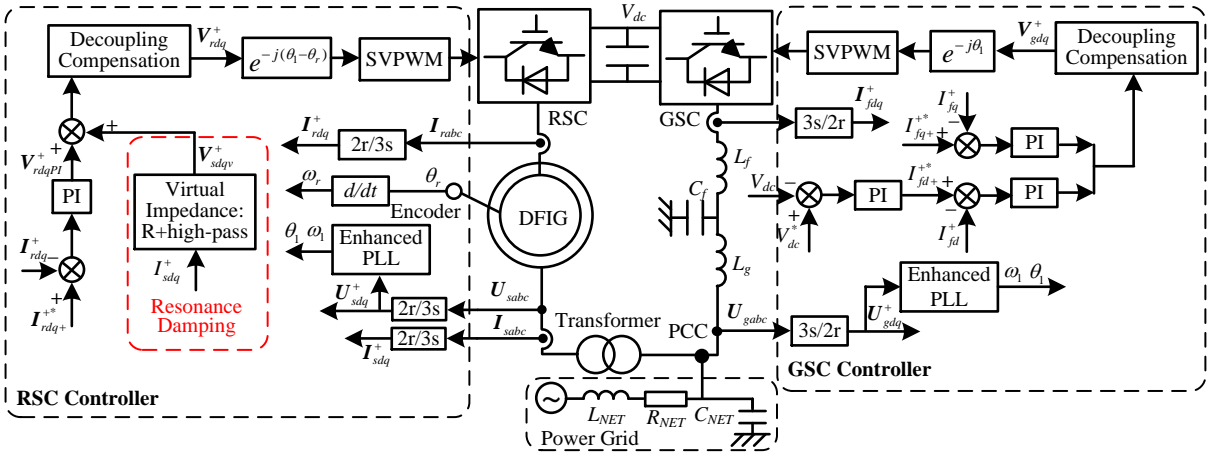 Decoupling
Compensation
V⁺rdq
e^{-j(θ₁-θᵣ)}
SVPWM
+
+
V⁺rdqPI
V⁺sdqv
PI
Virtual
Impedance:
R+high-pass
I⁺rdq
−
+
I⁺*rdq+
I⁺sdq
Resonance
Damping
RSC Controller
I⁺rdq
2r/3s
I rabc
ωr
d/dt
θr
Encoder
θ1 ω1
Enhanced
PLL
U⁺sdq
2r/3s
U sabc
I⁺sdq
2r/3s
I sabc
RSC
DFIG
Transformer
Vdc
GSC
Lf
Cf
Lg
PCC
U gabc
~
LNET
RNET
CNET
Power Grid
SVPWM
e^{-jθ₁}
V⁺gdq
Decoupling
Compensation
3s/2r
I⁺fdq
I⁺fq
−
I⁺*fq+
+
PI
Vdc
−
+
V*dc
PI
I⁺*fd+
+
−
I⁺fd
PI
Enhanced
PLL
ω1 θ1
3s/2r
U⁺gdq
GSC Controller